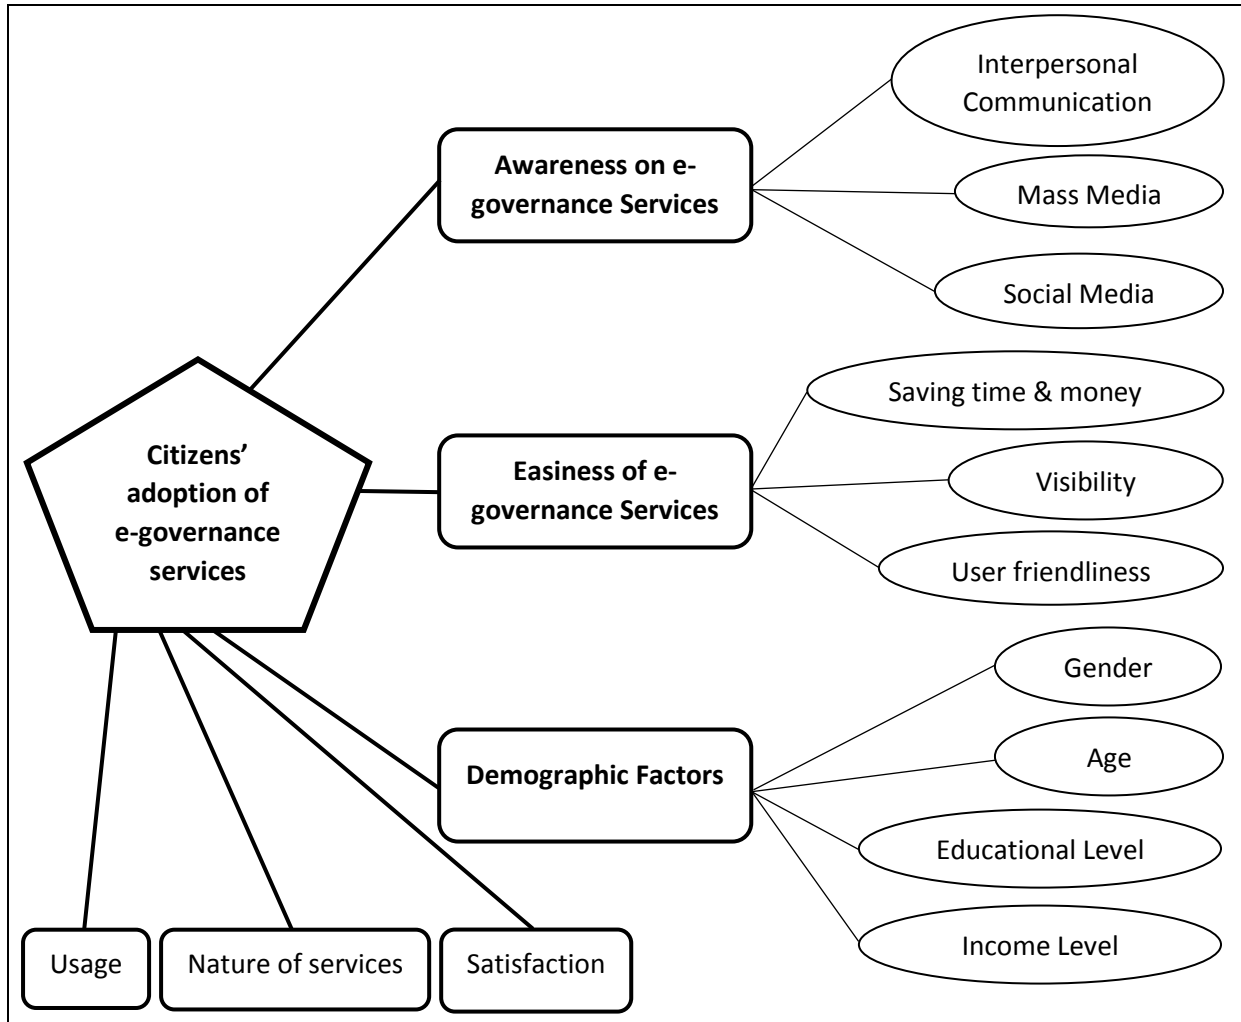 Interpersonal
Communication
Awareness on e-
governance Services
Mass Media
Social Media
Citizens’
adoption of
e-governance
services
Easiness of e-
governance Services
Saving time & money
Visibility
User friendliness
Demographic Factors
Gender
Age
Educational Level
Income Level
Usage
Nature of services
Satisfaction